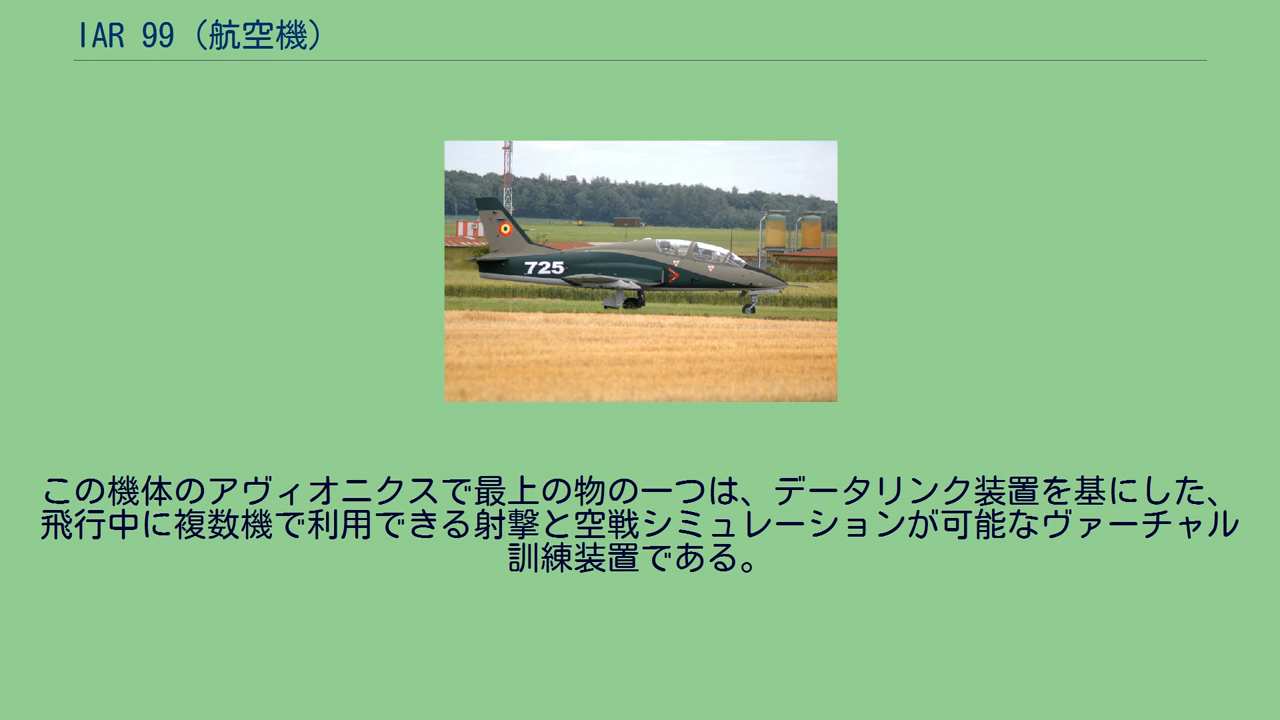 IAR 99 (航空機)
725
この機体のアヴィオニクスで最上の物の一つは、データリンク装置を基にした、
飛行中に複数機で利用できる射撃と空戦シミュレーションが可能なヴァーチャル
訓練装置である。